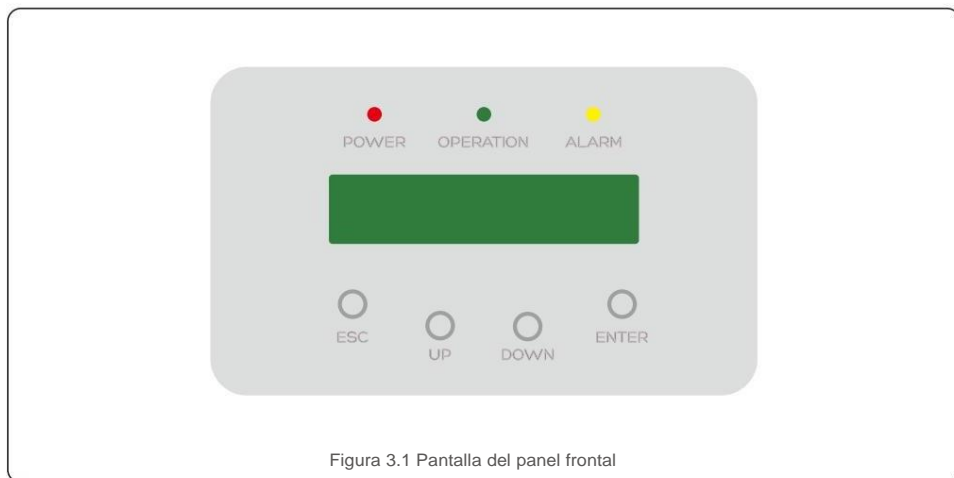 POWER OPERATION ALARM
ESC UP DOWN ENTER
Figura 3.1 Pantalla del panel frontal